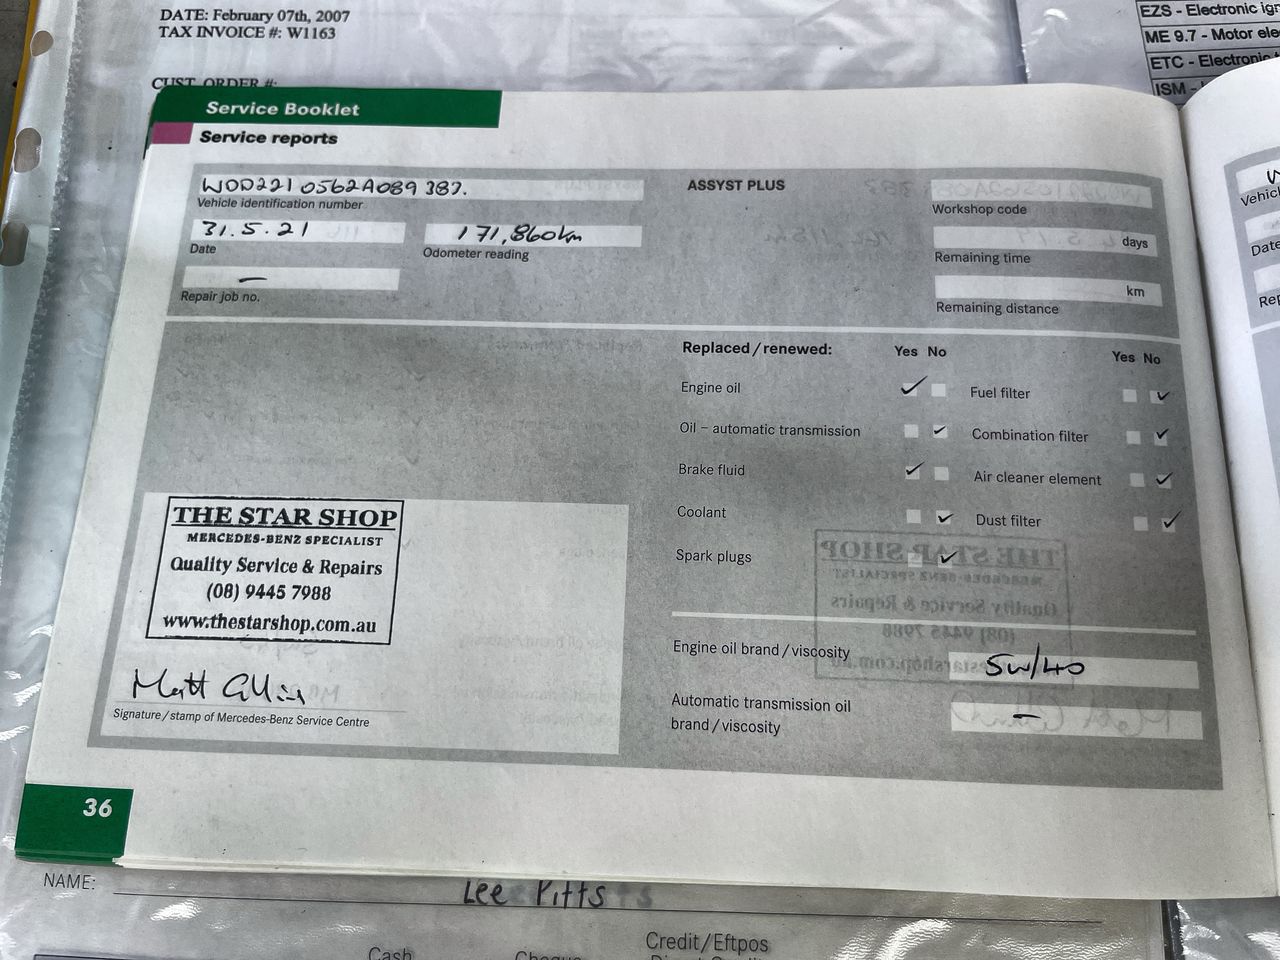 DATE: February 07th, 2007
TAX INVOICE #: W1163
CUST. ORDER #:
EZS - Electronic ign
ME 9.7 - Motor ele
ETC - Electronic
ISM -
Service Booklet
Service reports
WDD2210562A089387.
Vehicle identification number
31.5.21
Date
171,860km
Odometer reading
—
Repair job no.
ASSYST PLUS
Workshop code
days
Remaining time
km
Remaining distance
Replaced / renewed: Yes No
Yes No
Engine oil
Fuel filter
Oil – automatic transmission
Combination filter
Brake fluid
Air cleaner element
Coolant
Dust filter
Spark plugs
Engine oil brand / viscosity
5w/40
Automatic transmission oil
brand / viscosity
—
THE STAR SHOP
MERCEDES-BENZ SPECIALIST
Quality Service & Repairs
(08) 9445 7988
www.thestarshop.com.au
Matt
Signature / stamp of Mercedes-Benz Service Centre
36
Vehic
Date
Rep
NAME: Lee Pitts
Cash
Cheque
Credit/Eftpos